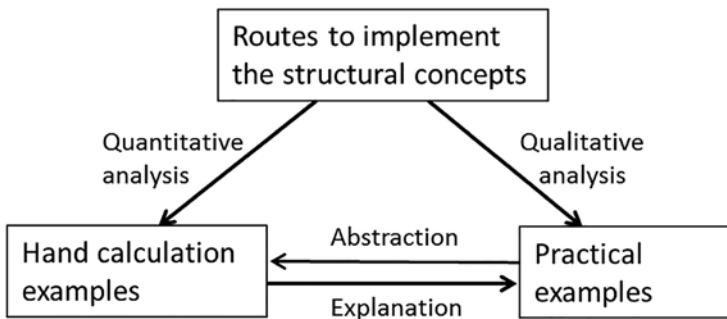 Routes to implement
the structural concepts
Quantitative
analysis
Qualitative
analysis
Hand calculation
examples
Abstraction
Explanation
Practical
examples